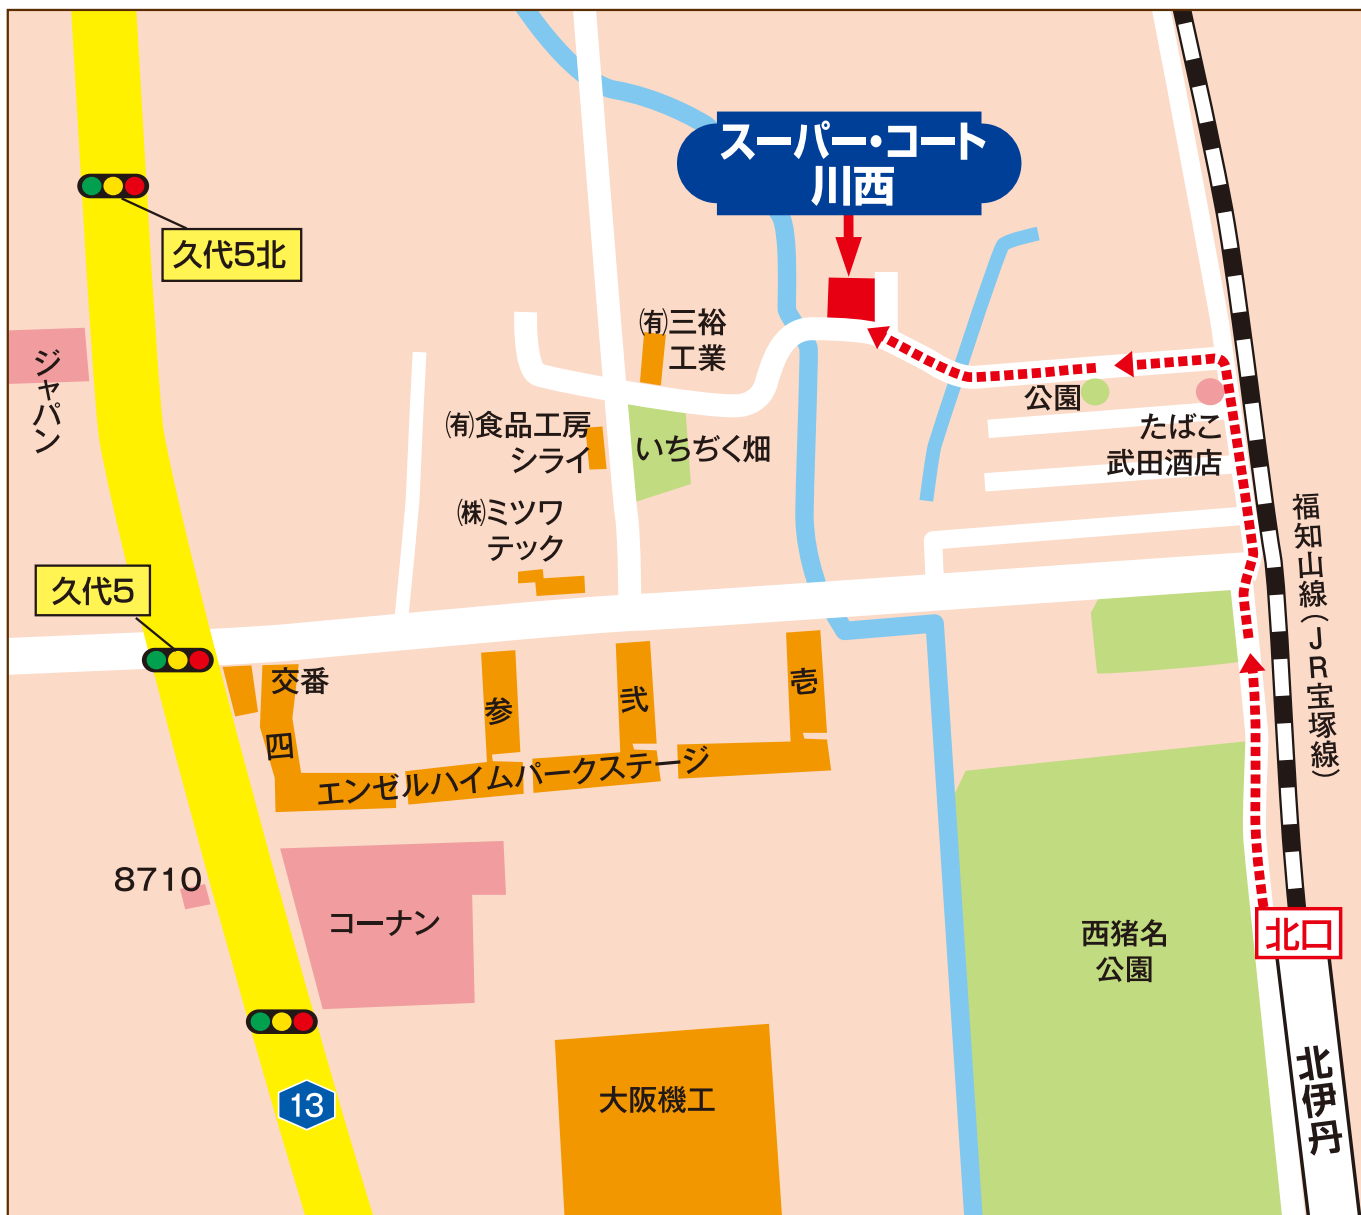 スーパー・コート
川西
久代5北
ジャパン
㈲三裕
工業
㈲食品工房
シライ
いちぢく畑
公園
たばこ
武田酒店
㈱ミツワ
テック
福知山線(JR宝塚線)
久代5
交番
四
参
弐
壱
エンゼルハイムパークステージ
8710
コーナン
西猪名
公園
北口
北伊丹
大阪機工
13